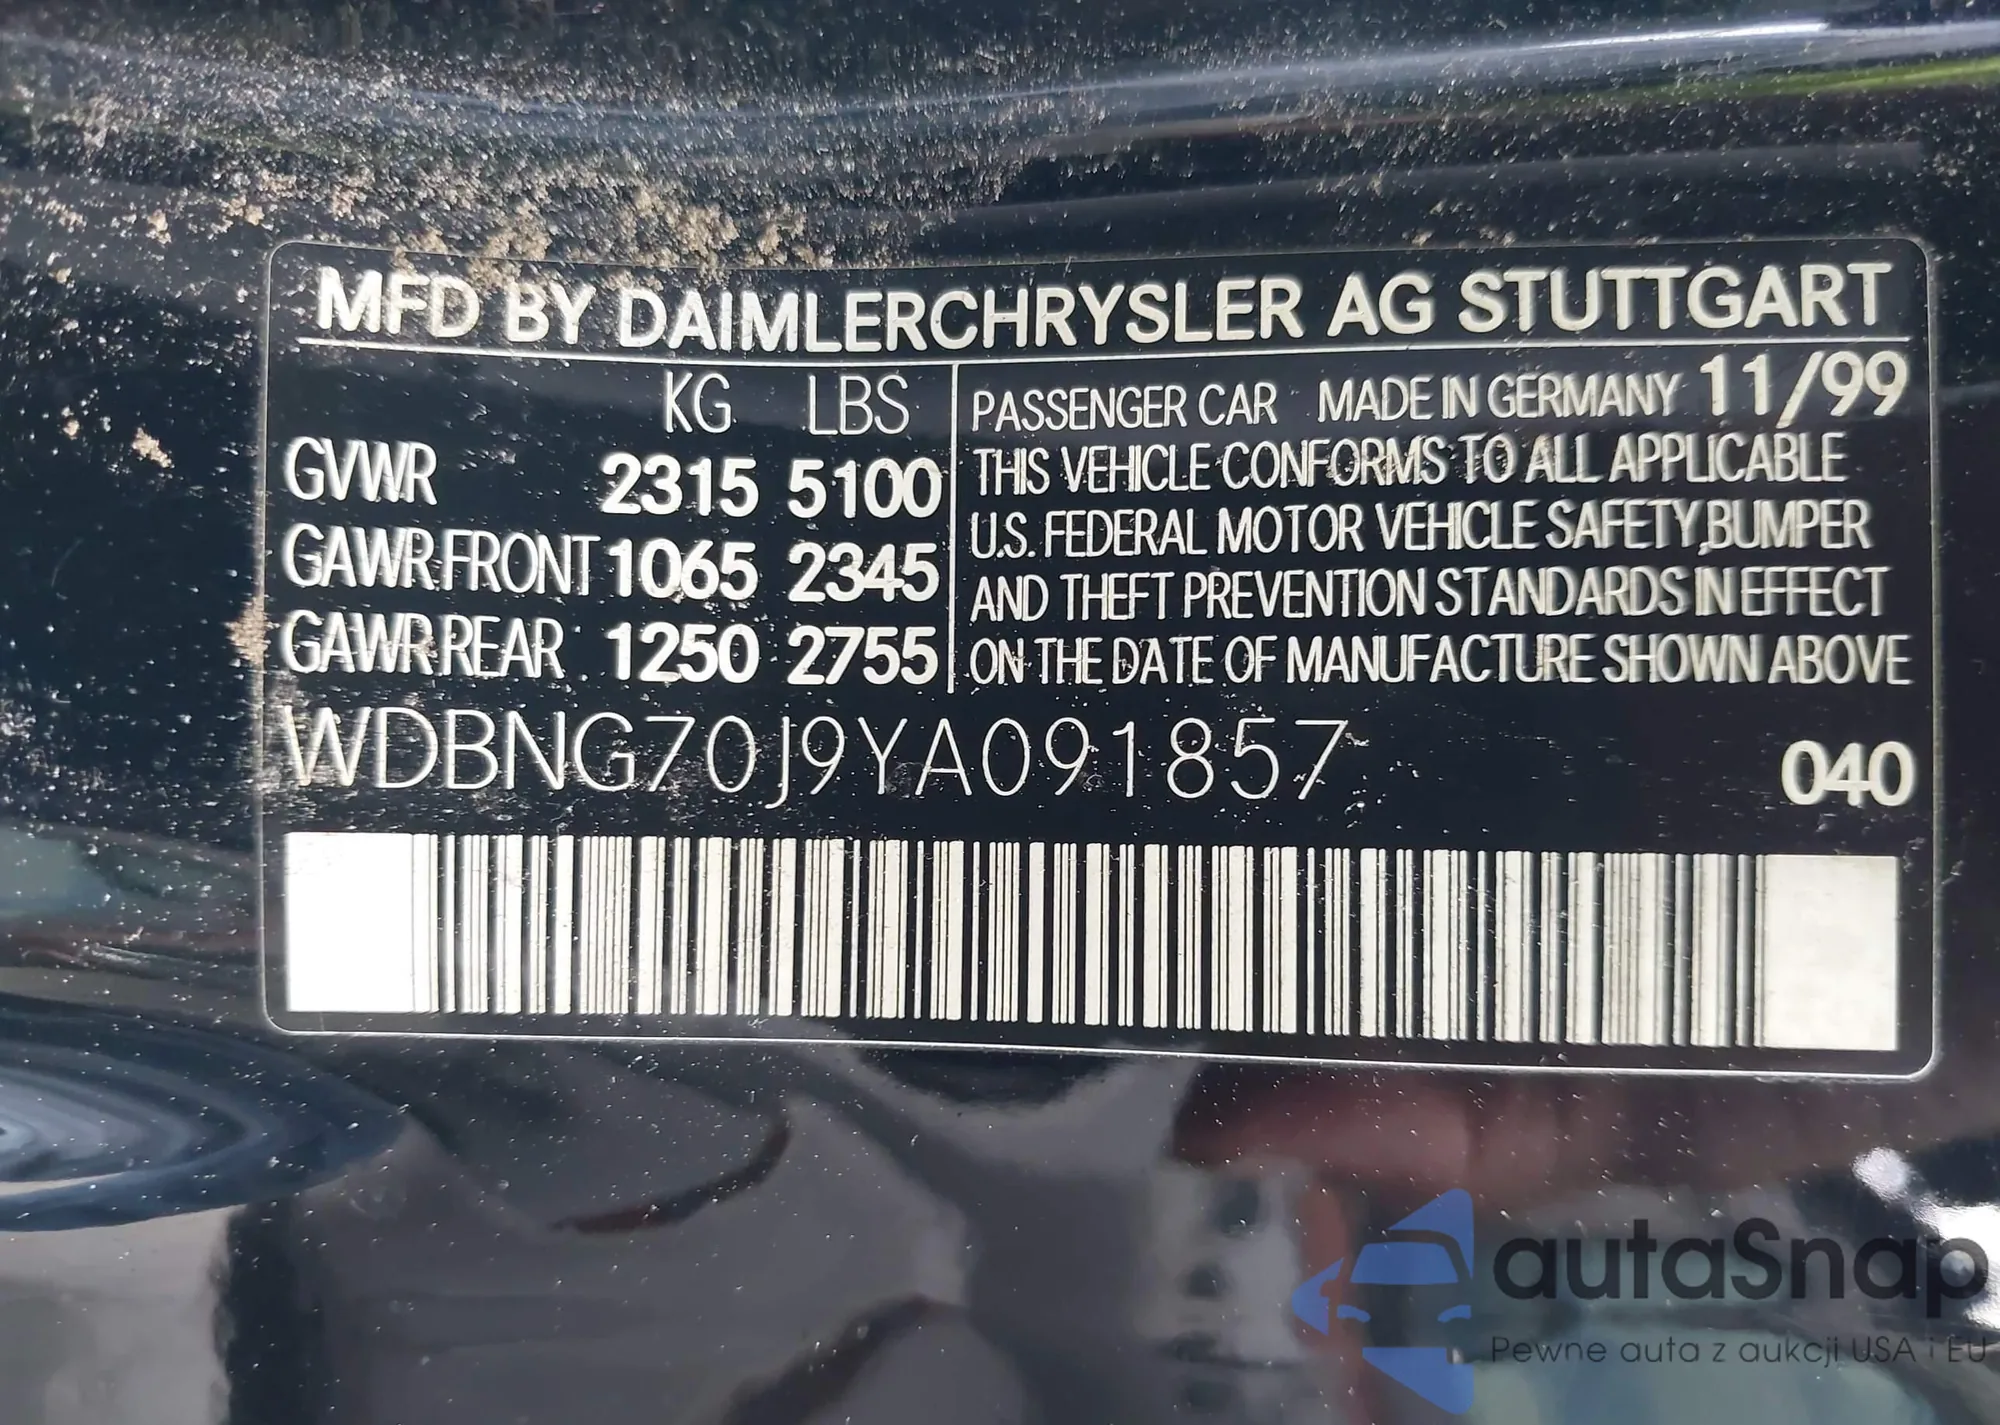 MFD BY DAIMLERCHRYSLER AG STUTTGART
KG LBS
GVWR 2315 5100
GAWR FRONT 1065 2345
GAWR REAR 1250 2755
PASSENGER CAR MADE IN GERMANY 11/99
THIS VEHICLE CONFORMS TO ALL APPLICABLE
U.S. FEDERAL MOTOR VEHICLE SAFETY, BUMPER
AND THEFT PREVENTION STANDARDS IN EFFECT
ON THE DATE OF MANUFACTURE SHOWN ABOVE
WDBNG70J9YA091857 040
autaSnap
Pewne auta z aukcji USA i EU